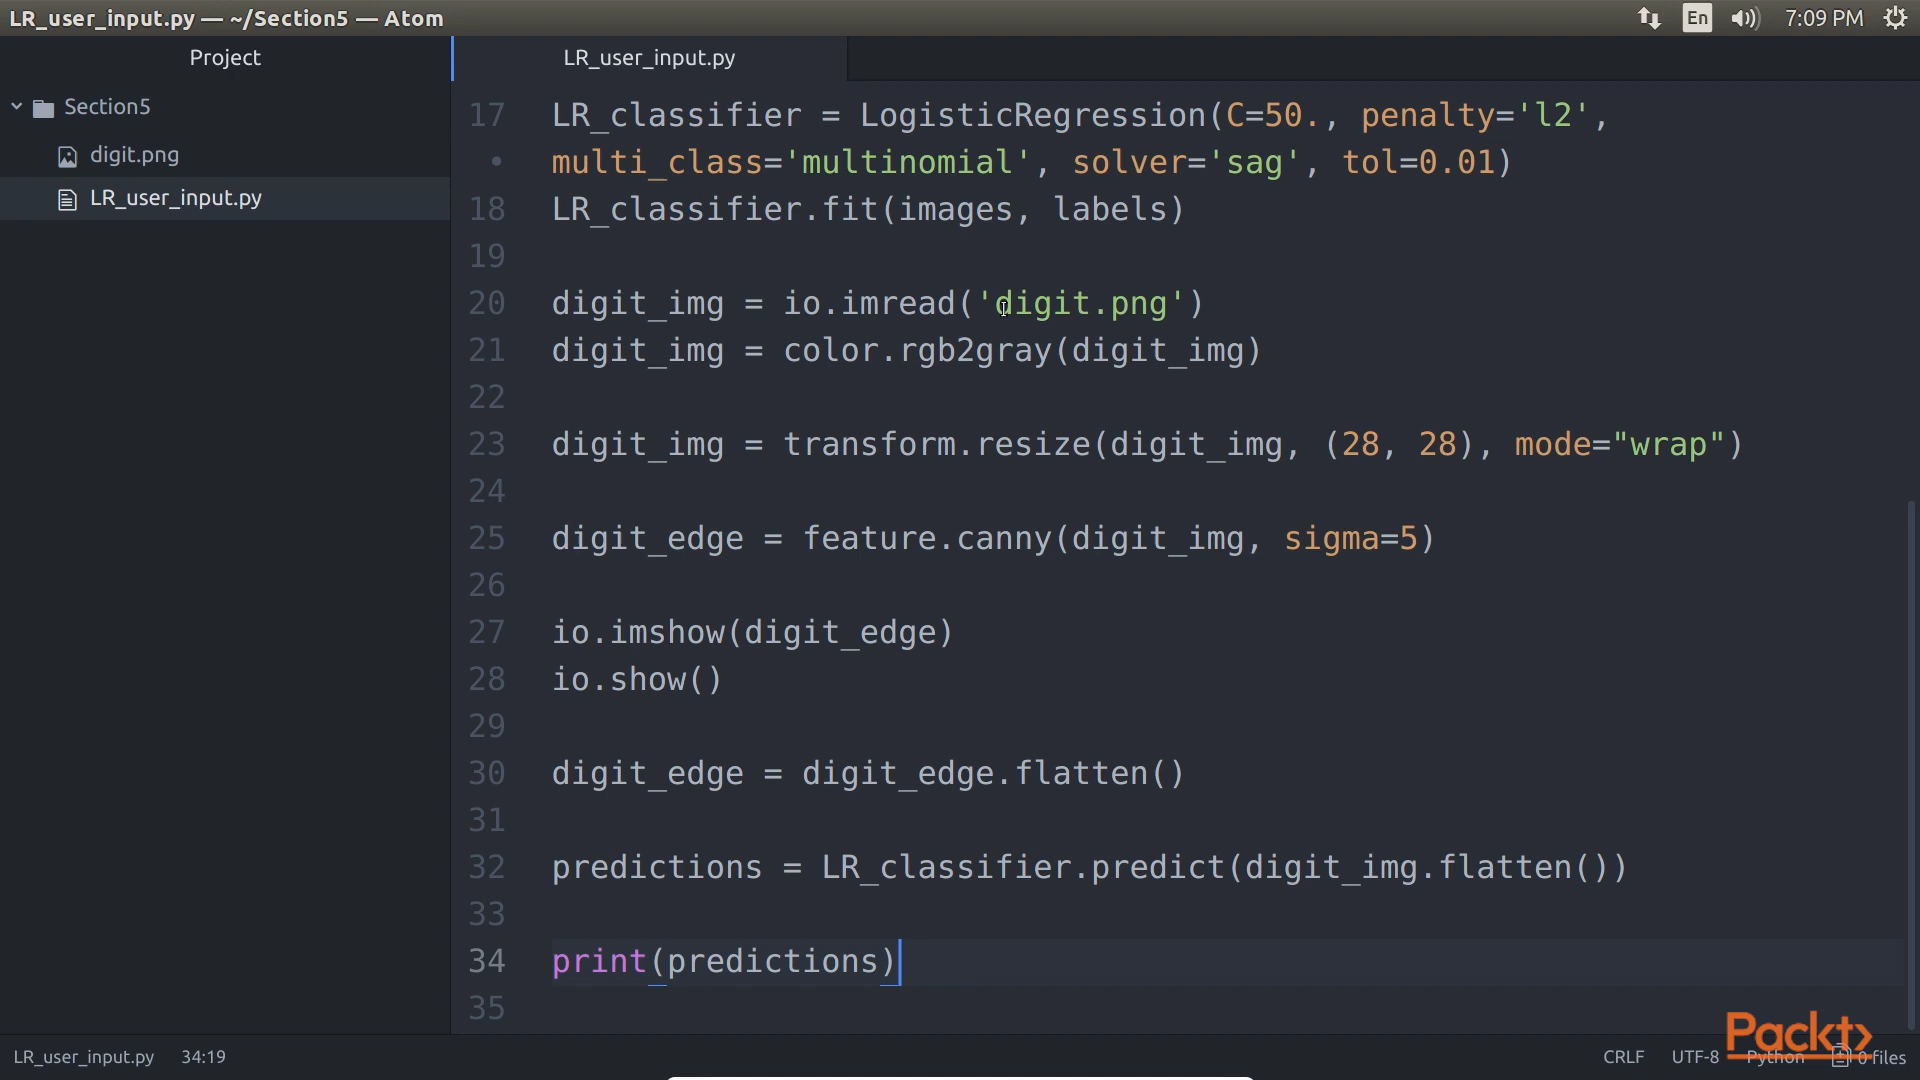 LR_user_input.py — ~/Section5 — Atom
En
7:09 PM
Project
LR_user_input.py
Section5
digit.png
LR_user_input.py
17 LR_classifier = LogisticRegression(C=50., penalty='l2',
• multi_class='multinomial', solver='sag', tol=0.01)
18 LR_classifier.fit(images, labels)
19
20 digit_img = io.imread('digit.png')
21 digit_img = color.rgb2gray(digit_img)
22
23 digit_img = transform.resize(digit_img, (28, 28), mode="wrap")
24
25 digit_edge = feature.canny(digit_img, sigma=5)
26
27 io.imshow(digit_edge)
28 io.show()
29
30 digit_edge = digit_edge.flatten()
31
32 predictions = LR_classifier.predict(digit_img.flatten())
33
34 print(predictions)
35
Packt>
LR_user_input.py 34:19 CRLF UTF-8 Python 0 files